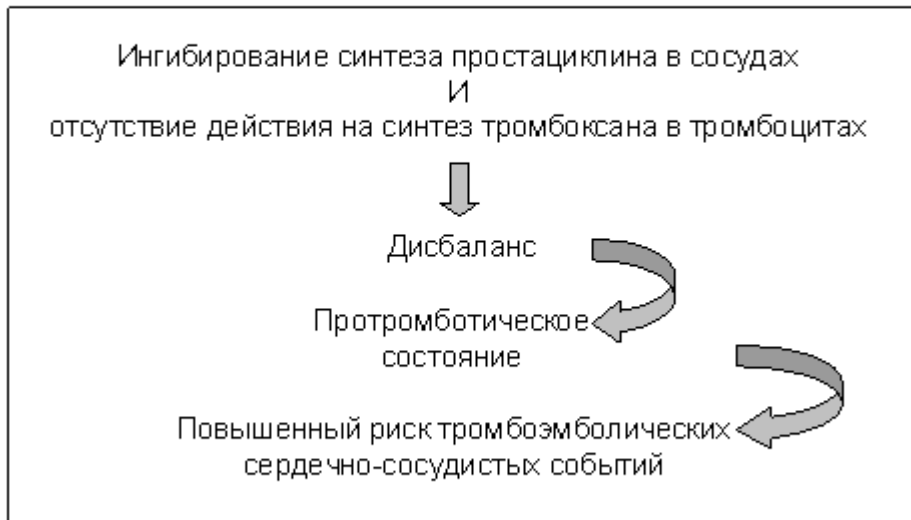 Ингибирование синтеза простациклина в сосудах
И
отсутствие действия на синтез тромбоксана в тромбоцитах
Дисбаланс
Протромботическое
состояние
Повышенный риск тромбоэмболических
сердечно-сосудистых событий